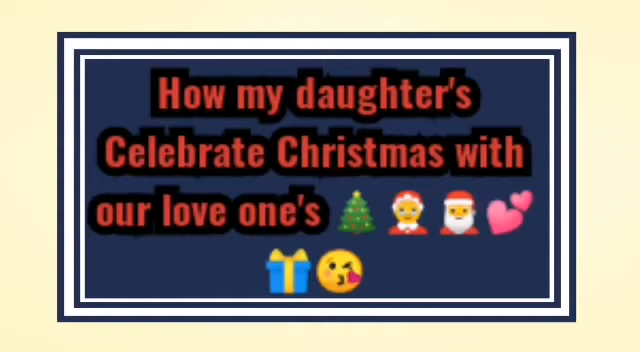 How my daughter's
Celebrate Christmas with
our love one's 🎄🤶🎅💕
🎁😘